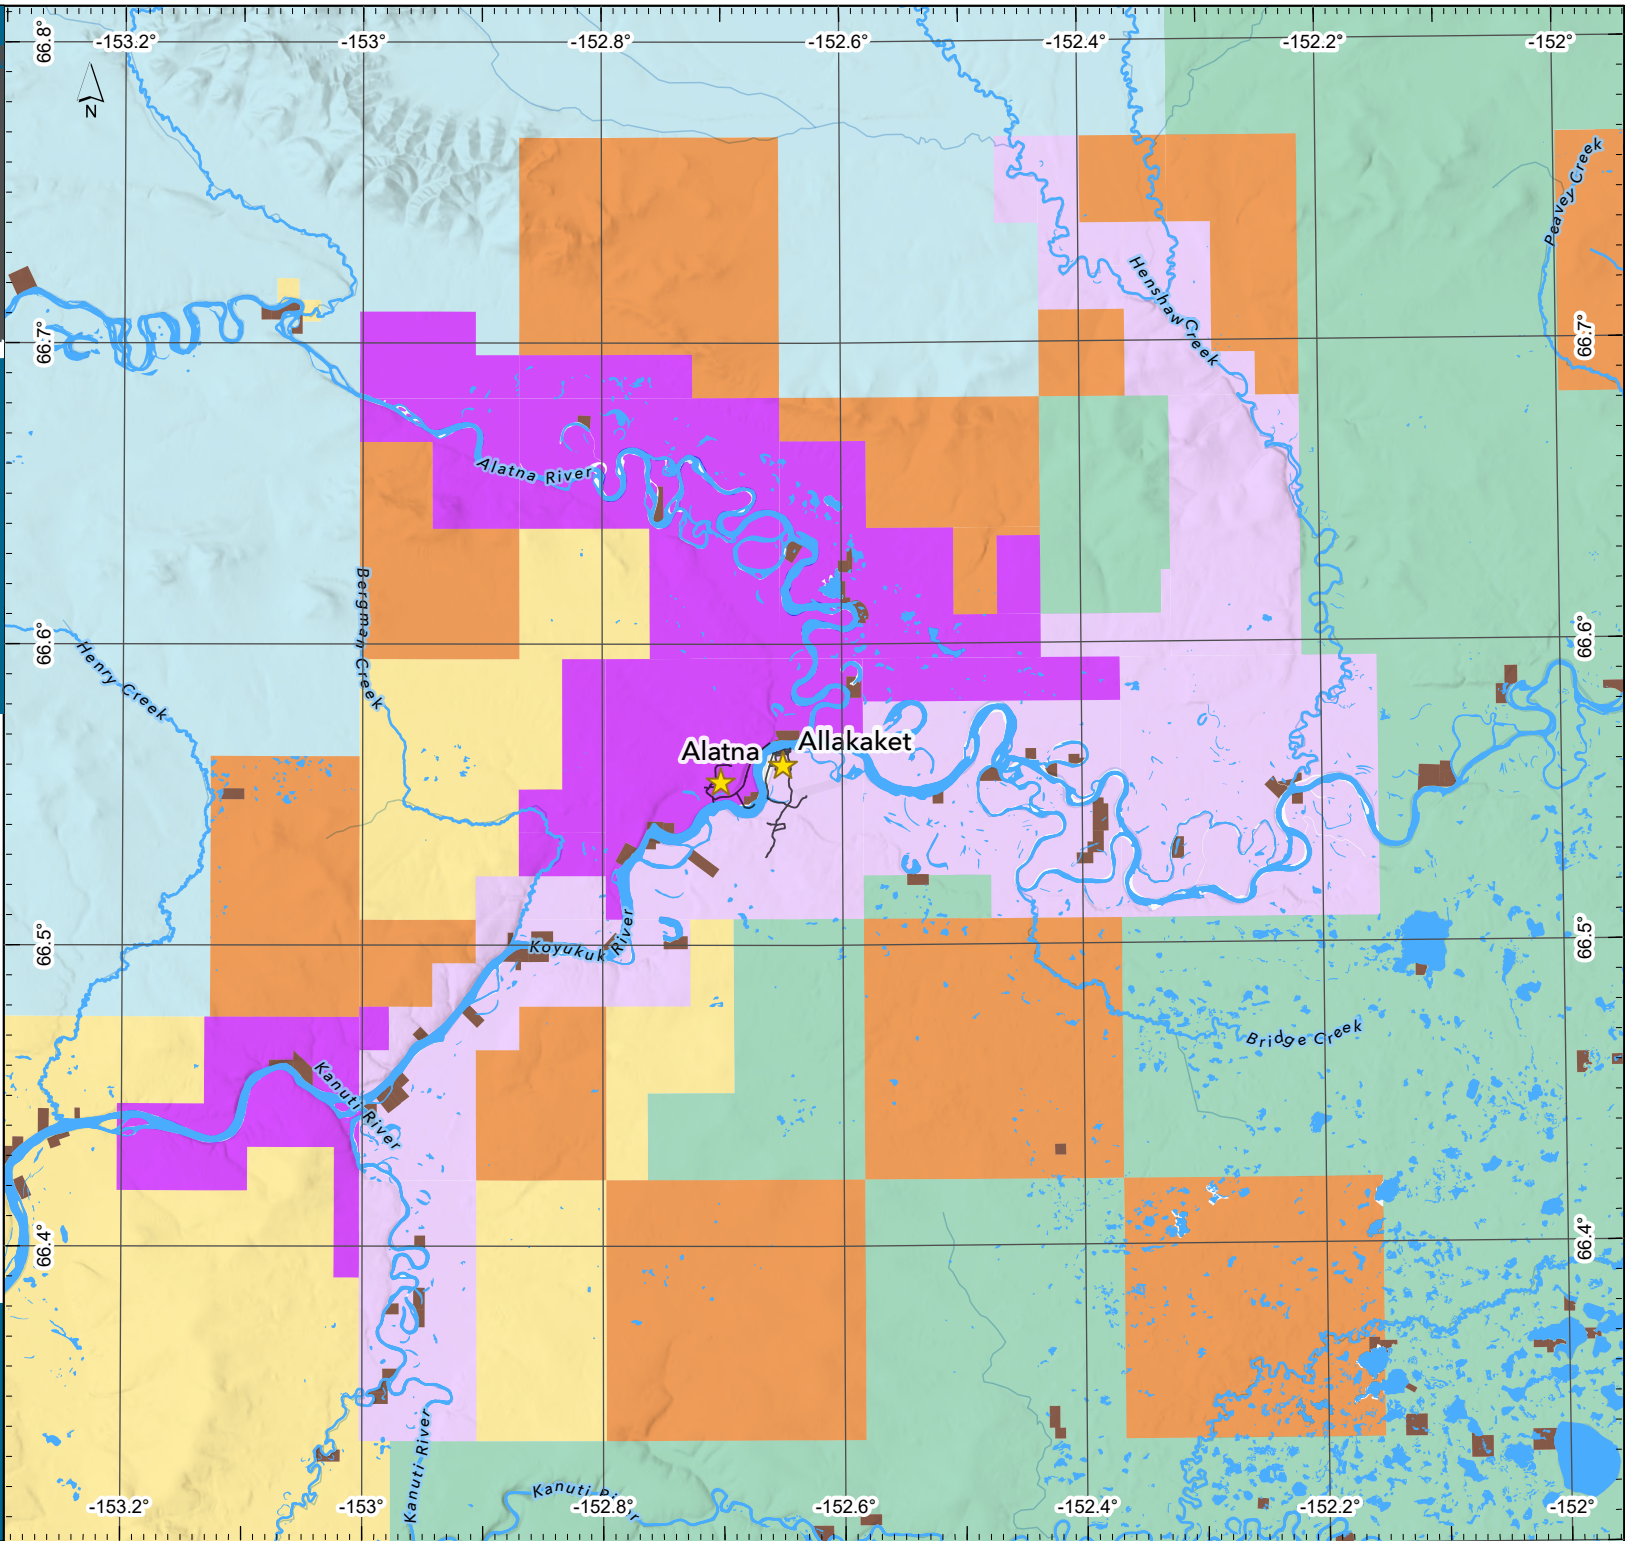 -153.2°
-153°
-152.8°
-152.6°
-152.4°
-152.2°
-152°
66.8°
N
Peavey Creek
Henshaw Creek
66.7°
66.7°
Alatna River
Bergman Creek
66.6°
66.6°
Henry Creek
Alatna
Allakaket
Koyukuk River
66.5°
66.5°
Bridge Creek
Kanuti River
66.4°
66.4°
Kanuti River
Kanuti River
-153.2°
-153°
-152.8°
-152.6°
-152.4°
-152.2°
-152°